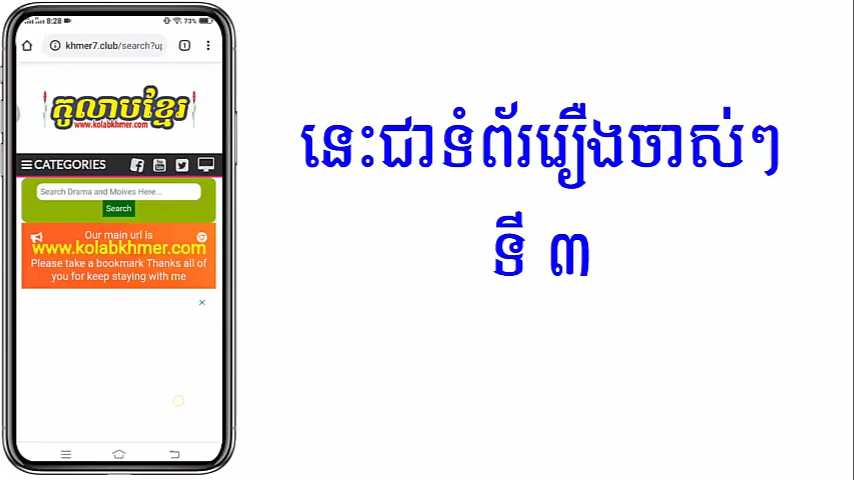 8:28
73%
khmer7.club/search?up
1
កូលាបខ្មែរ
www.kolabkhmer.com
CATEGORIES
Search Drama and Moives Here...
Search
Our main url is
www.kolabkhmer.com
Please take a bookmark Thanks all of
you for keep staying with me
នេះជាទំព័ររឿងចាស់ៗ
ទី ៣